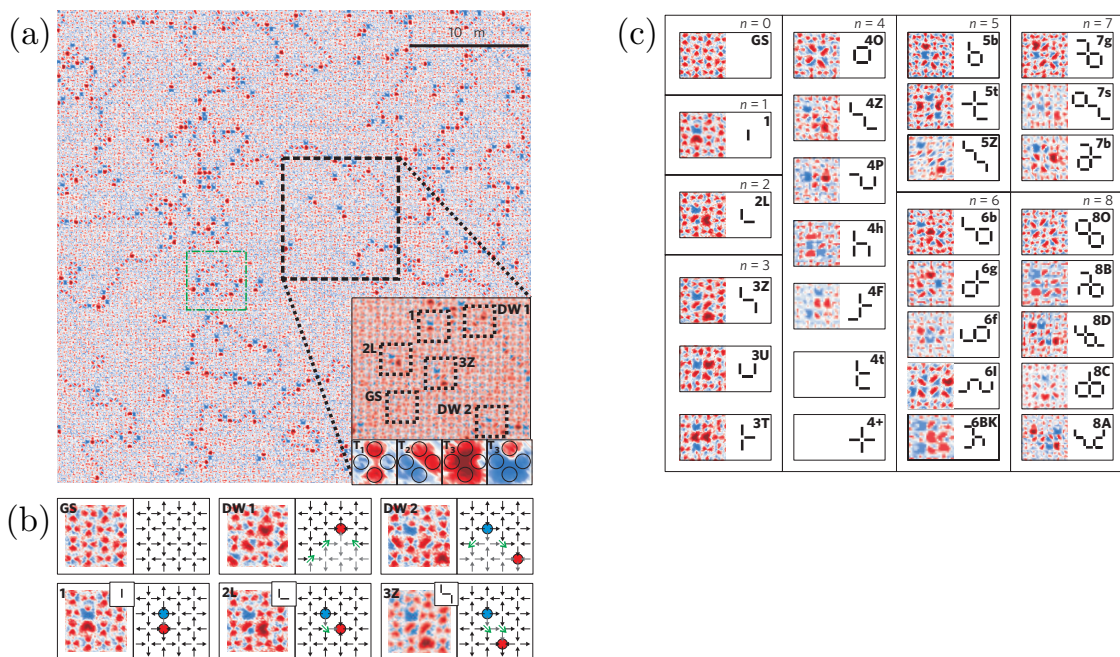 (a)
10 m
1
DW 1
2L
3Z
GS
DW 2
T1
T2
T3
T3
(b)
GS
DW 1
DW 2
1
2L
3Z
(c)
n = 0
GS
n = 1
1
n = 2
2L
n = 3
3Z
3U
3T
n = 4
4O
4Z
4P
4h
4F
4t
4+
n = 5
5b
5t
5Z
n = 6
6b
6g
6f
6I
6BK
n = 7
7g
7s
7b
n = 8
8O
8B
8D
8C
8A